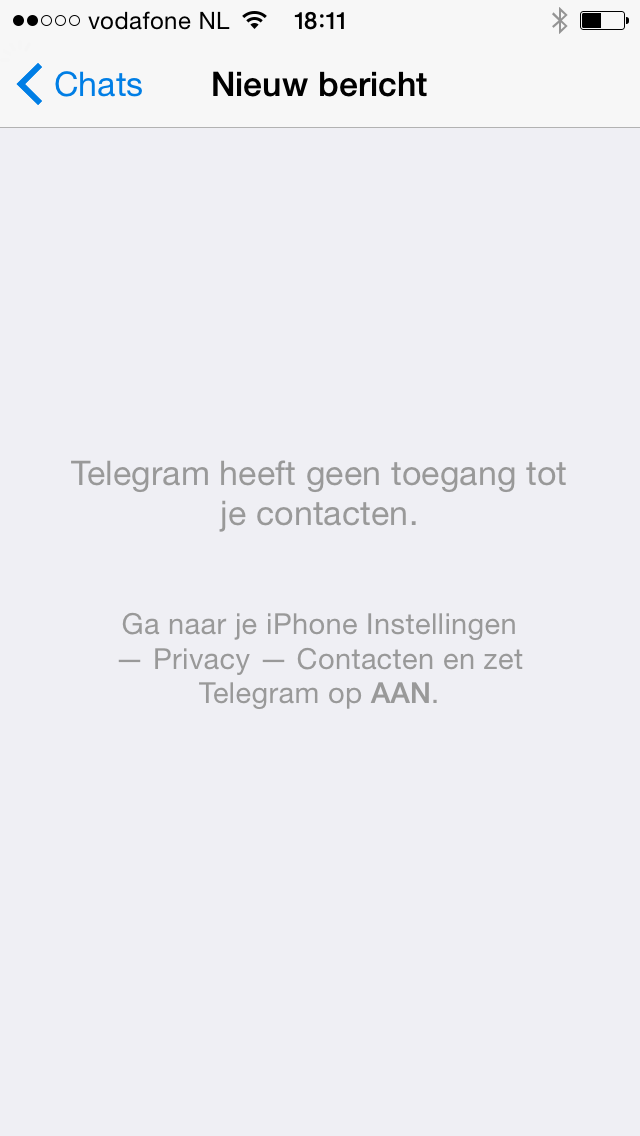 vodafone NL 18:11
Chats Nieuw bericht
Telegram heeft geen toegang tot
je contacten.
Ga naar je iPhone Instellingen
— Privacy — Contacten en zet
Telegram op AAN.